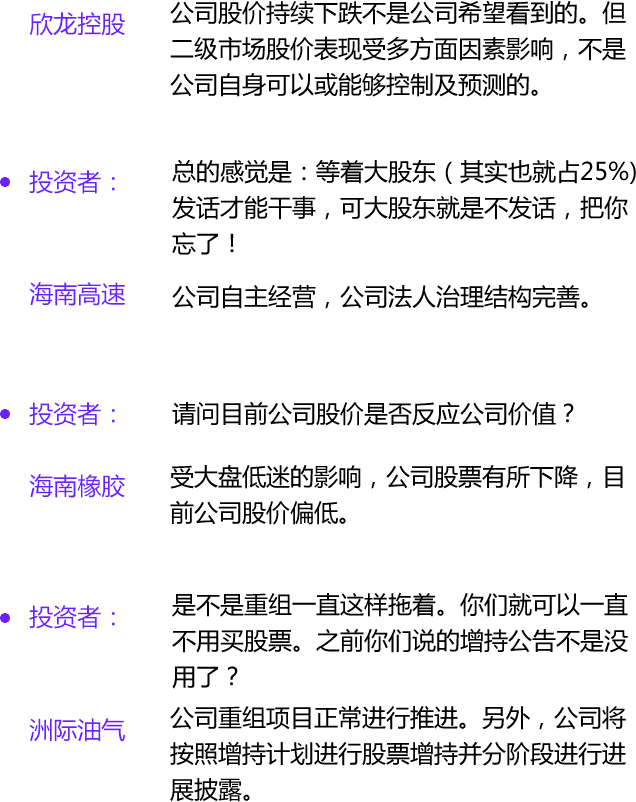 欣龙控股
公司股价持续下跌不是公司希望看到的。但
二级市场股价表现受多方面因素影响，不是
公司自身可以或能够控制及预测的。
投资者：
总的感觉是：等着大股东（其实也就占25%)
发话才能干事，可大股东就是不发话，把你
忘了！
海南高速
公司自主经营，公司法人治理结构完善。
投资者：
请问目前公司股价是否反应公司价值？
海南橡胶
受大盘低迷的影响，公司股票有所下降，目
前公司股价偏低。
投资者：
是不是重组一直这样拖着。你们就可以一直
不用买股票。之前你们说的增持公告不是没
用了？
洲际油气
公司重组项目正常进行推进。另外，公司将
按照增持计划进行股票增持并分阶段进行进
展披露。